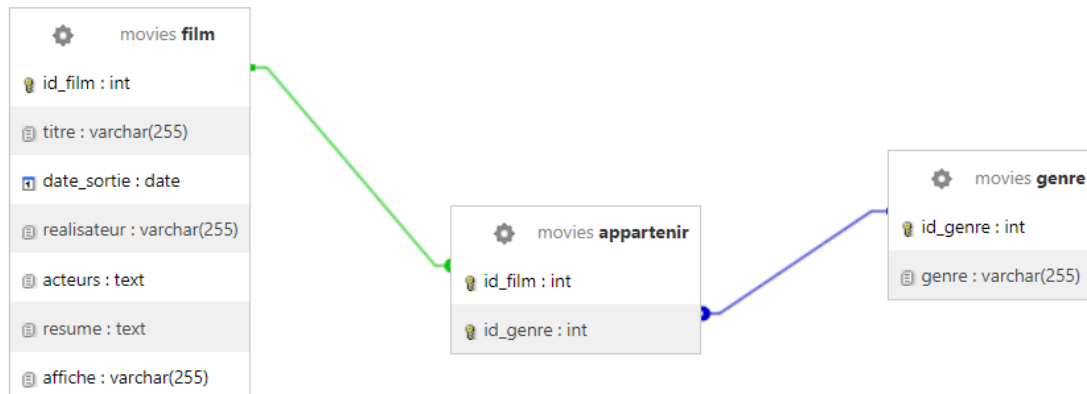 movies film
id_film : int
titre : varchar(255)
date_sortie : date
realisateur : varchar(255)
acteurs : text
resume : text
affiche : varchar(255)
movies appartenir
id_film : int
id_genre : int
movies genre
id_genre : int
genre : varchar(255)